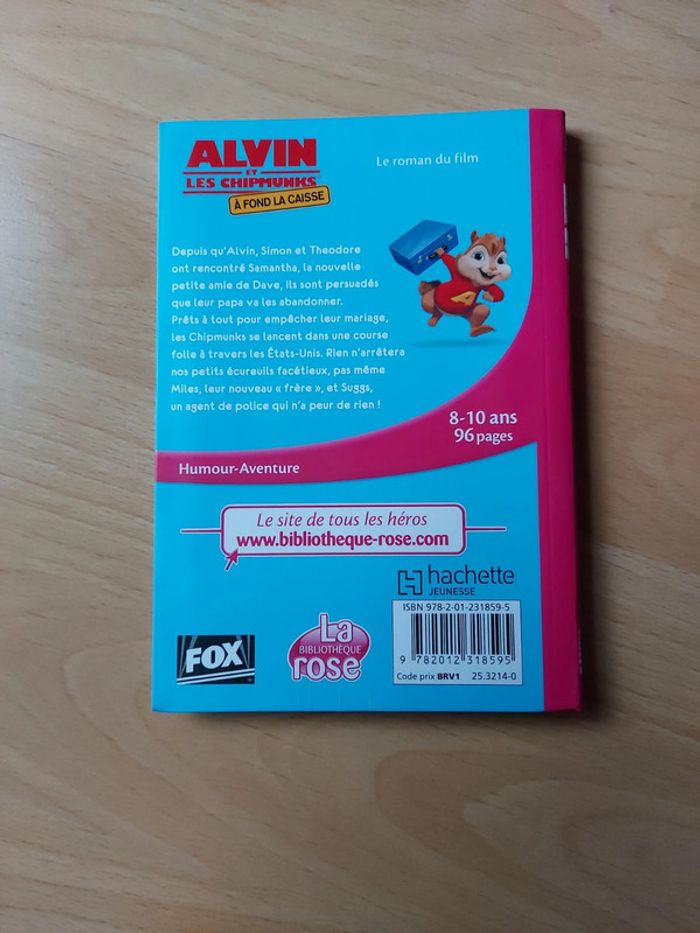 ALVIN
ET
LES CHIPMUNKS
À FOND LA CAISSE
Le roman du film
Depuis qu'Alvin, Simon et Theodore
ont rencontré Samantha, la nouvelle
petite amie de Dave, ils sont persuadés
que leur papa va les abandonner.
Prêts à tout pour empêcher leur mariage,
les Chipmunks se lancent dans une course
folle à travers les États-Unis. Rien n'arrêtera
nos petits écureuils facétieux, pas même
Miles, leur nouveau « frère », et Suggs,
un agent de police qui n'a peur de rien !
A
8-10 ans
96 pages
Humour-Aventure
Le site de tous les héros
www.bibliotheque-rose.com
hachette
JEUNESSE
ISBN 978-2-01-231859-5
9 782012 318595
Code prix BRV1 25.3214-0
FOX
La
BIBLIOTHÈQUE
rose